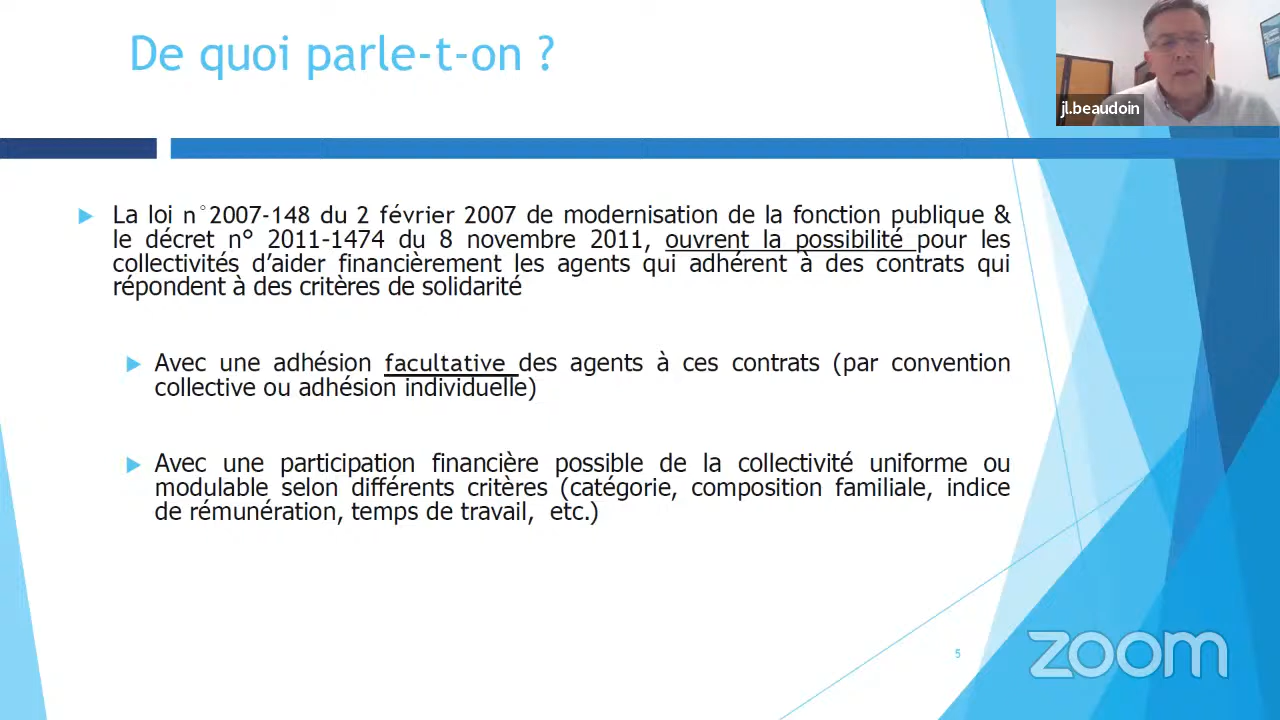 De quoi parle-t-on ?
jl.beaudoin
La loi n°2007-148 du 2 février 2007 de modernisation de la fonction publique &
le décret n° 2011-1474 du 8 novembre 2011, ouvrent la possibilité pour les
collectivités d’aider financièrement les agents qui adhérent à des contrats qui
répondent à des critères de solidarité
Avec une adhésion facultative des agents à ces contrats (par convention
collective ou adhésion individuelle)
Avec une participation financière possible de la collectivité uniforme ou
modulable selon différents critères (catégorie, composition familiale, indice
de rémunération, temps de travail, etc.)
5
zoom